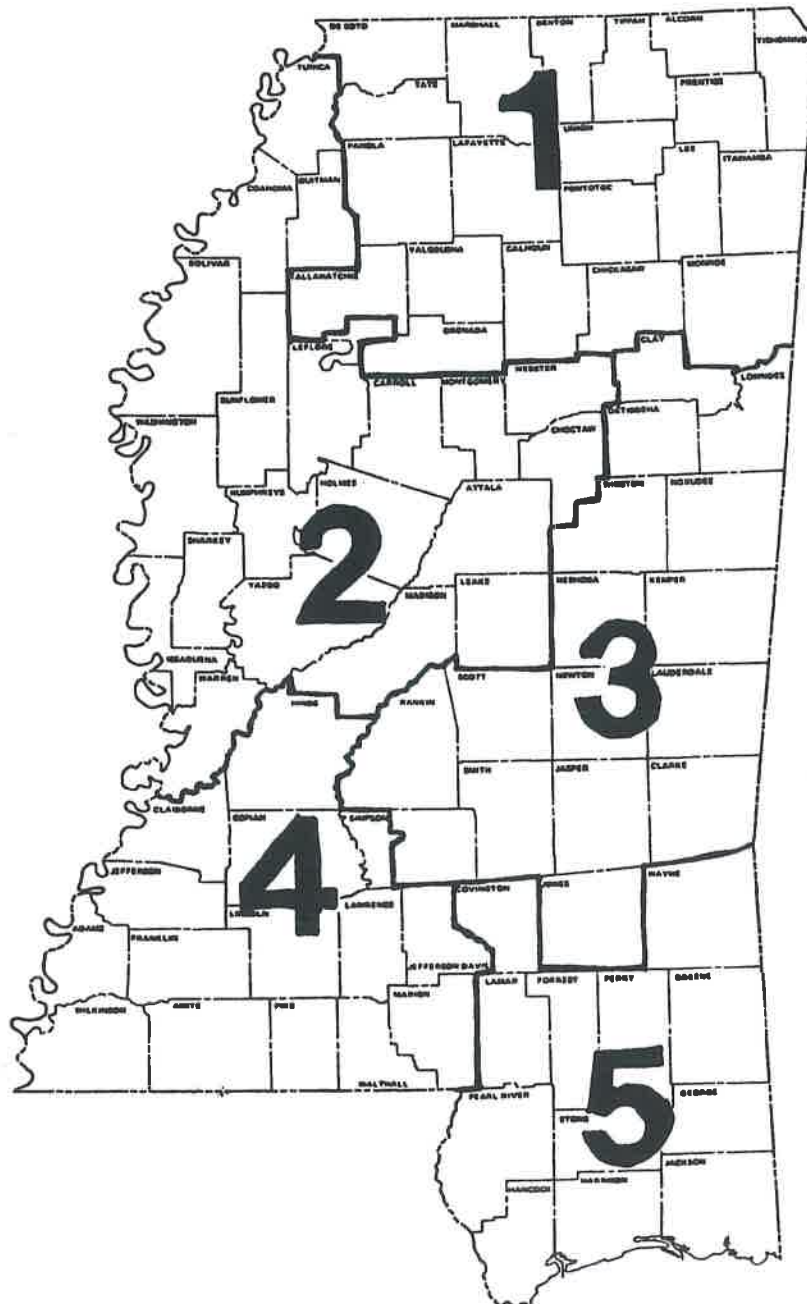 DE SOTO
MARSHALL
BENTON
TIPPAH
ALCORN
TISHOMINGO
TUNICA
TATE
1
PRENTISS
UNION
PANOLA
LAFAYETTE
LEE
ITAWAMBA
COAHOMA
QUITMAN
PONTOTOC
BOLIVAR
YALOBUSHA
CALHOUN
TALLAHATCHIE
CHICKASAW
MONROE
GRENADA
LEFLORE
CLAY
WEBSTER
CARROLL
MONTGOMERY
LOWNDES
SUNFLOWER
OKTIBBEHA
WASHINGTON
CHOCTAW
HUMPHREYS
HOLMES
ATTALA
WINSTON
NOXUBEE
2
SHARKEY
YAZOO
MADISON
LEAKE
NESHOBA
KEMPER
3
ISSAQUENA
WARREN
SCOTT
NEWTON
LAUDERDALE
HINDS
RANKIN
SMITH
JASPER
CLARKE
CLAIBORNE
COPIAH
SIMPSON
4
JEFFERSON
COVINGTON
JONES
WAYNE
LINCOLN
LAWRENCE
ADAMS
FRANKLIN
JEFFERSON DAVIS
LAMAR
FORREST
PERRY
GREENE
MARION
WILKINSON
AMITE
PIKE
WALTHALL
5
PEARL RIVER
GEORGE
STONE
JACKSON
HARRISON
HANCOCK